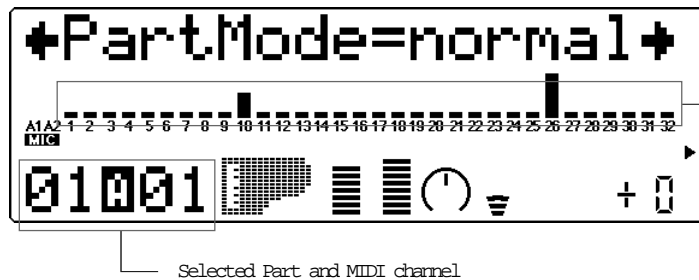 ←PartMode=normal→
A1 A2 1 2 3 4 5 6 7 8 9 10 11 12 13 14 15 16 17 18 19 20 21 22 23 24 25 26 27 28 29 30 31 32
MIC
01A01 + 0
Selected Part and MIDI channel